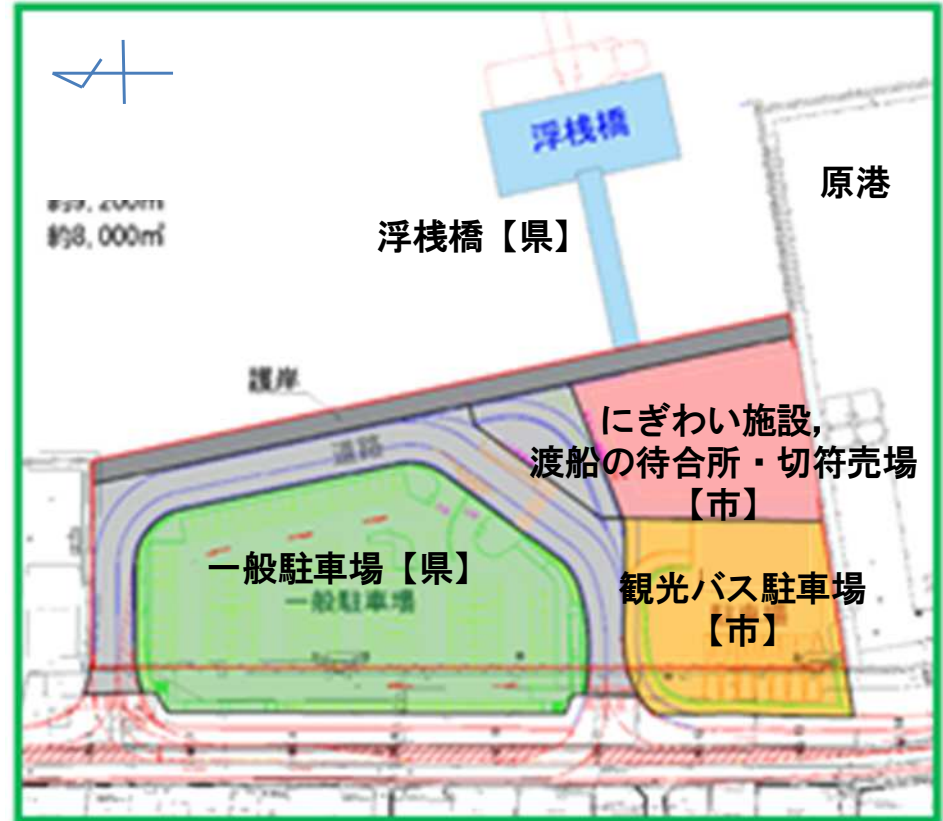 浮桟橋
原港
浮桟橋【県】
約8,000㎡
護岸
道路
にぎわい施設,
渡船の待合所・切符売場
【市】
一般駐車場【県】
一般駐車場
観光バス駐車場
【市】